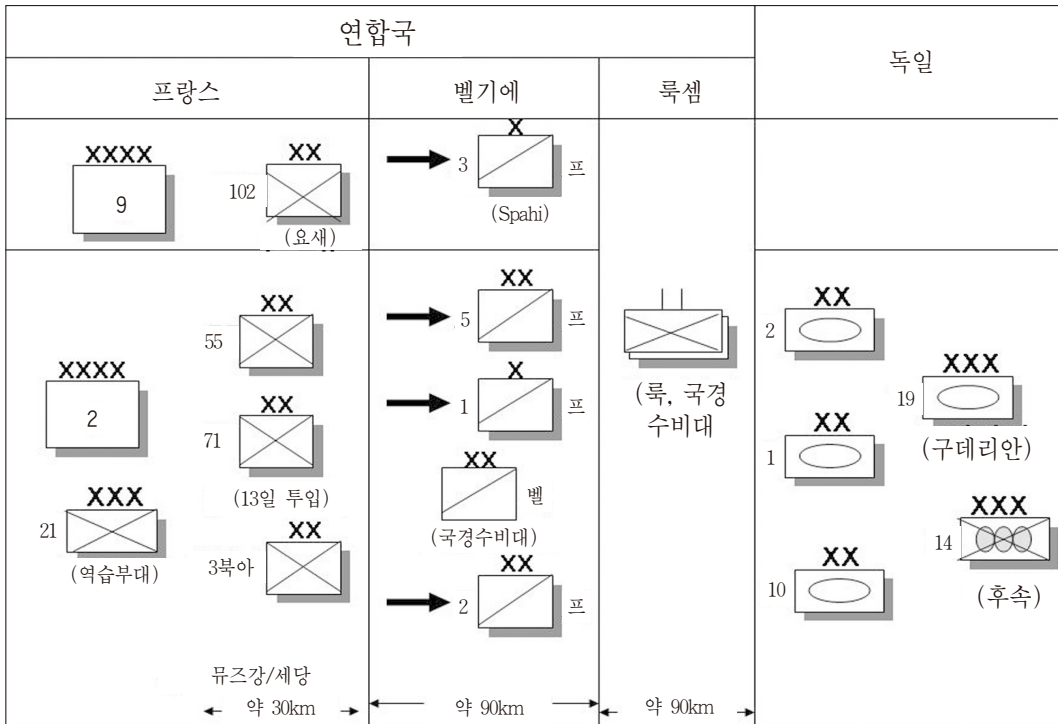 연합국
독일
프랑스
벨기에
룩셈
XXXX
9
XX
102
(요새)
X
3
프
(Spahi)
XXXX
2
XXX
21
(역습부대)
XX
55
XX
71
(13일 투입)
XX
3북아
XX
5
프
X
1
프
XX
벨
(국경수비대)
XX
2
프
(룩, 국경
수비대
XX
2
XX
1
XX
10
XXX
19
(구데리안)
XXX
14
(후속)
뮤즈강/세당
약 30km
약 90km
약 90km